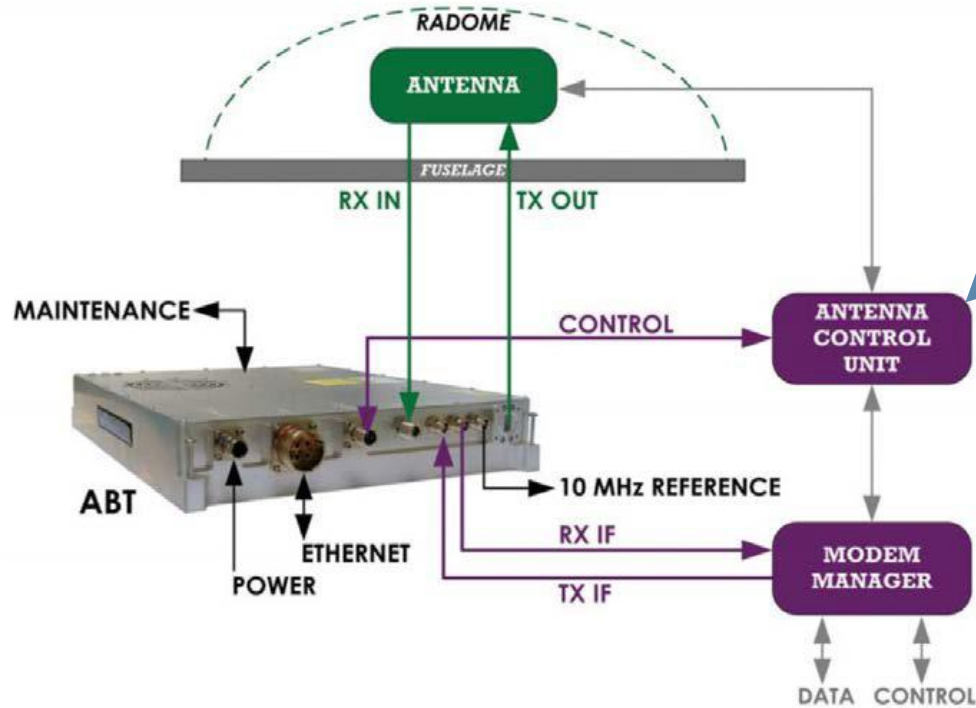 RADOME
ANTENNA
FUSELAGE
RX IN
TX OUT
MAINTENANCE
CONTROL
ANTENNA
CONTROL
UNIT
ABT
10 MHz REFERENCE
ETHERNET
POWER
RX IF
TX IF
MODEM
MANAGER
DATA
CONTROL